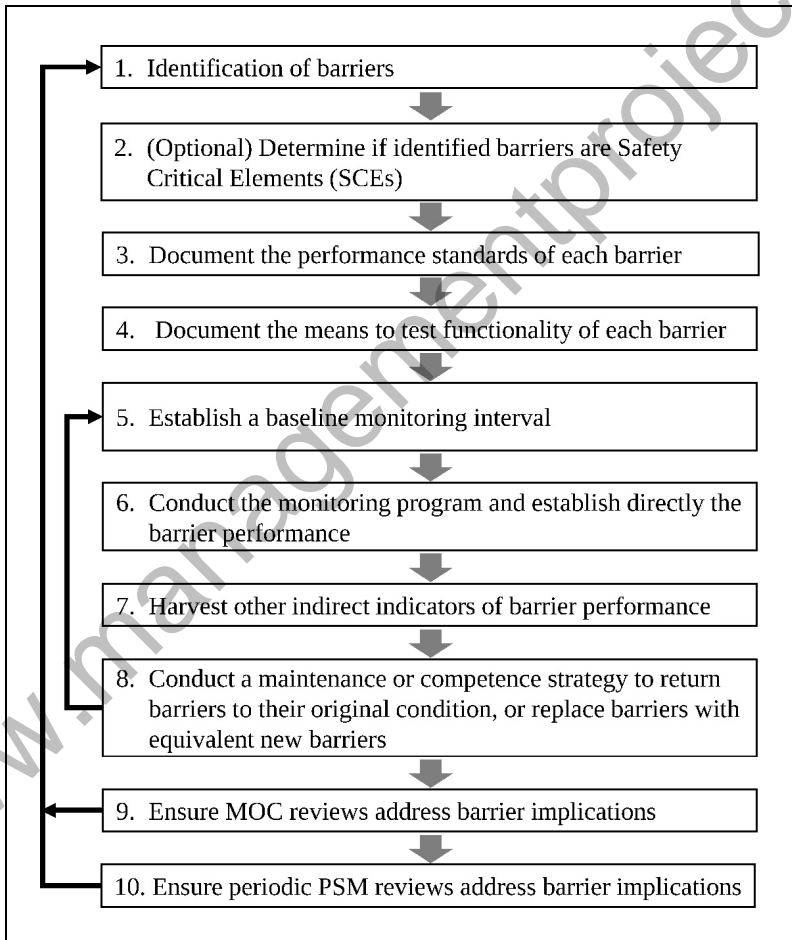 1. Identification of barriers
2. (Optional) Determine if identified barriers are Safety
Critical Elements (SCEs)
3. Document the performance standards of each barrier
4. Document the means to test functionality of each barrier
5. Establish a baseline monitoring interval
6. Conduct the monitoring program and establish directly the
barrier performance
7. Harvest other indirect indicators of barrier performance
8. Conduct a maintenance or competence strategy to return
barriers to their original condition, or replace barriers with
equivalent new barriers
9. Ensure MOC reviews address barrier implications
10. Ensure periodic PSM reviews address barrier implications
w.managementprojec